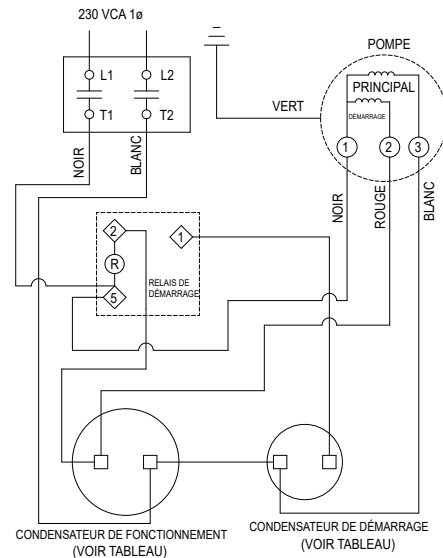 230 VCA 1ø
L1
L2
T1
T2
NOIR
BLANC
VERT
POMPE
PRINCIPAL
DÉMARRAGE
1
2
3
NOIR
ROUGE
BLANC
2
1
R
5
RELAIS DE
DÉMARRAGE
CONDENSATEUR DE FONCTIONNEMENT
(VOIR TABLEAU)
CONDENSATEUR DE DÉMARRAGE
(VOIR TABLEAU)